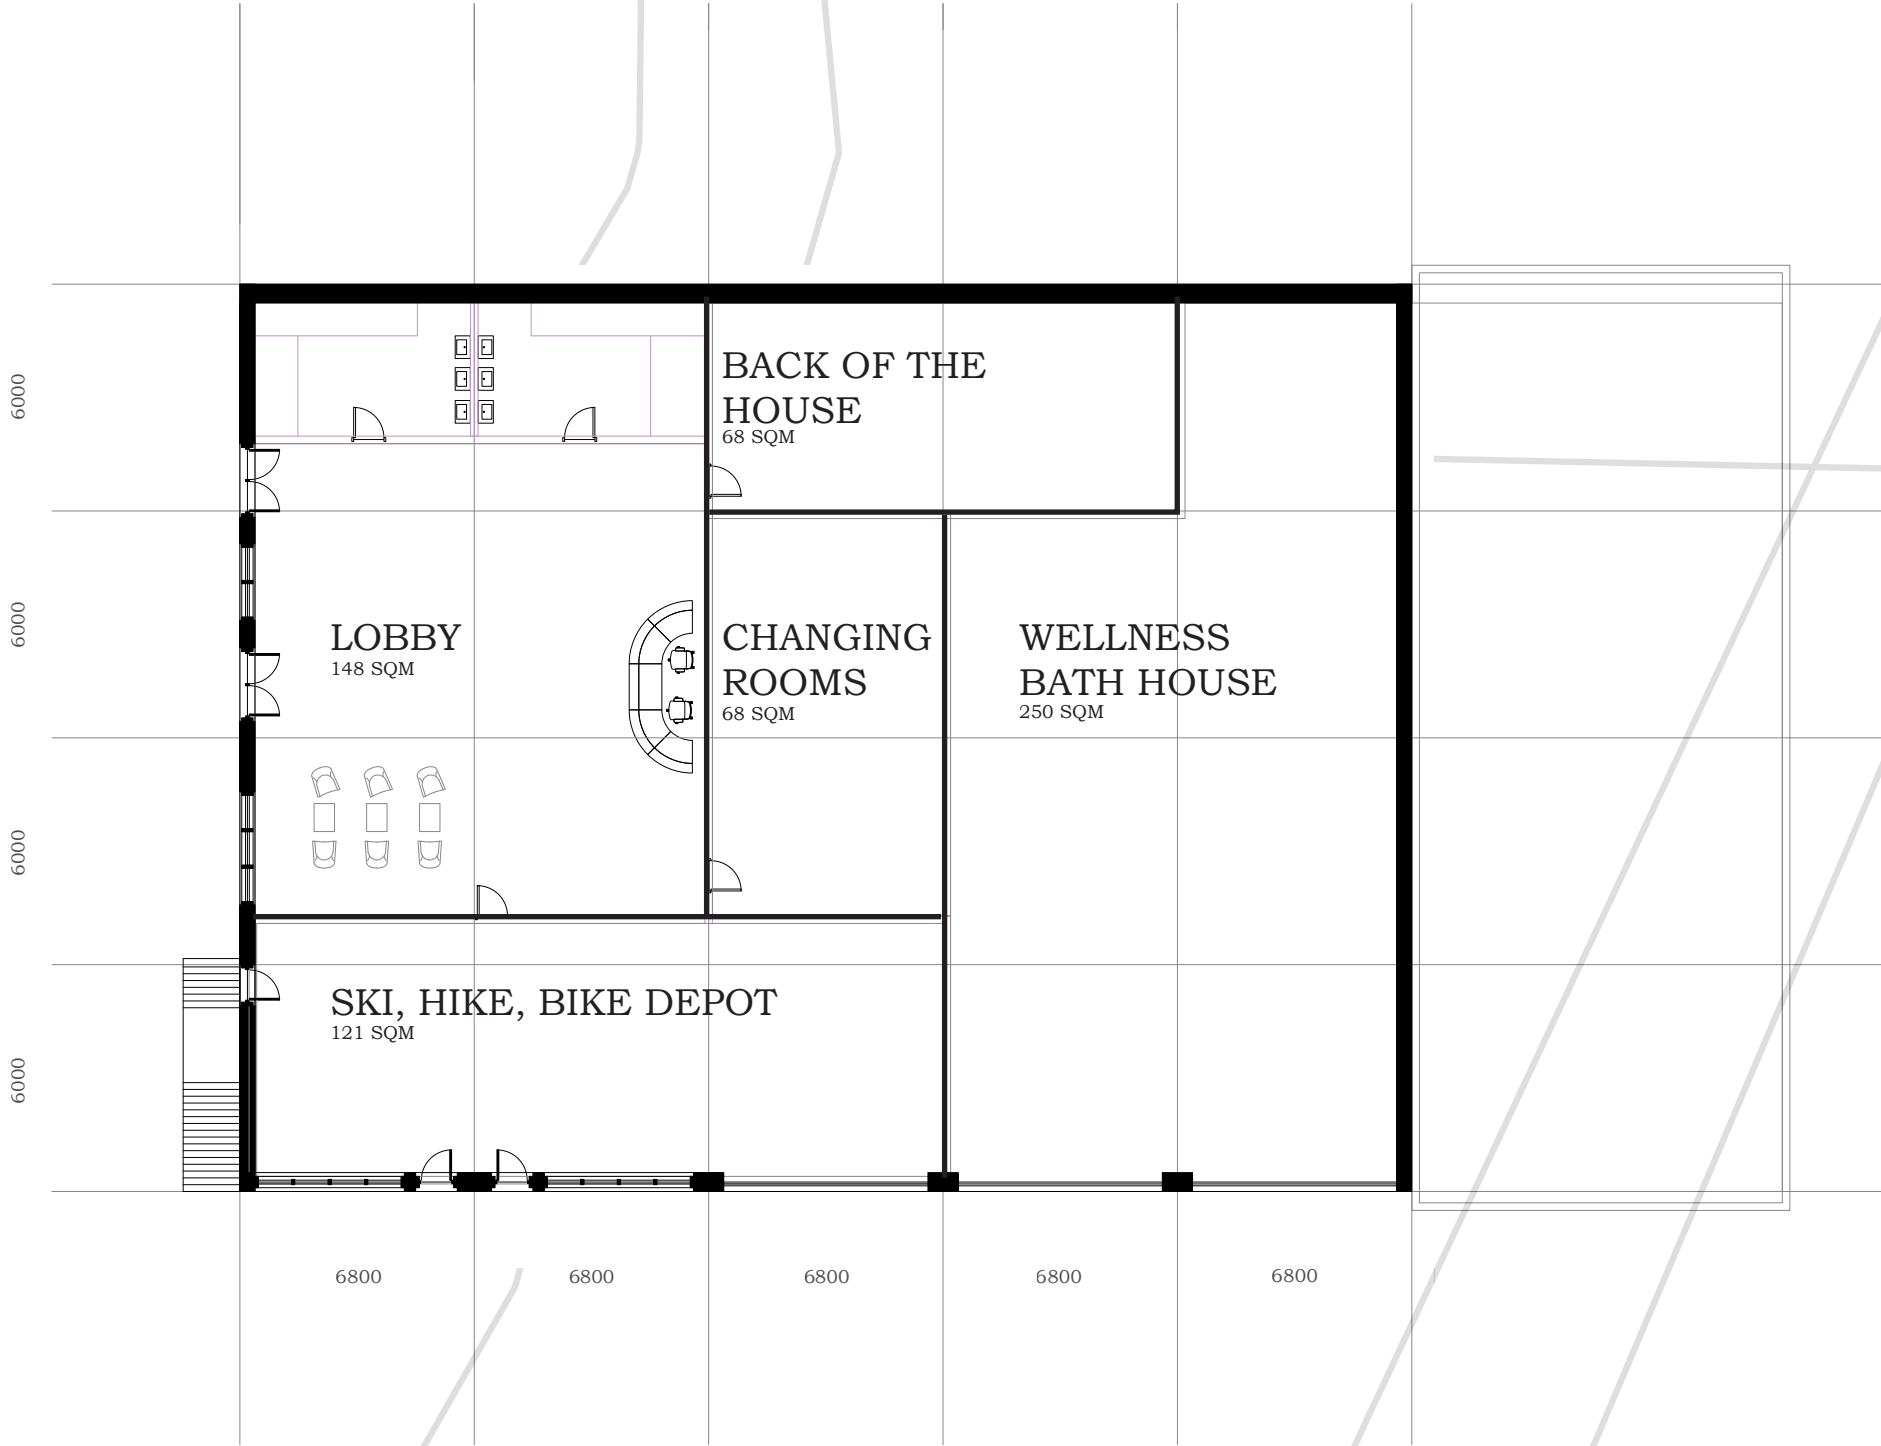 BACK OF THE
HOUSE
68 SQM
LOBBY
148 SQM
CHANGING
ROOMS
68 SQM
WELLNESS
BATH HOUSE
250 SQM
SKI, HIKE, BIKE DEPOT
121 SQM
6000
6000
6000
6000
6800
6800
6800
6800
6800